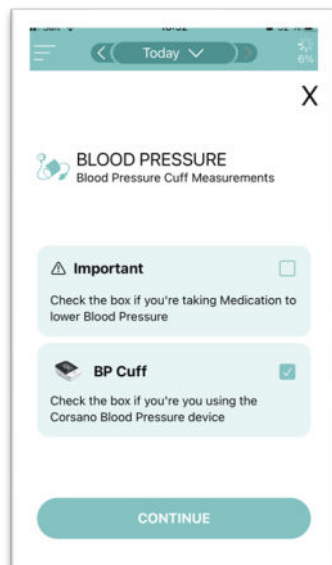 Today
6%
X
BLOOD PRESSURE
Blood Pressure Cuff Measurements
Important
Check the box if you're taking Medication to
lower Blood Pressure
BP Cuff
Check the box if you're you using the
Corsano Blood Pressure device
CONTINUE